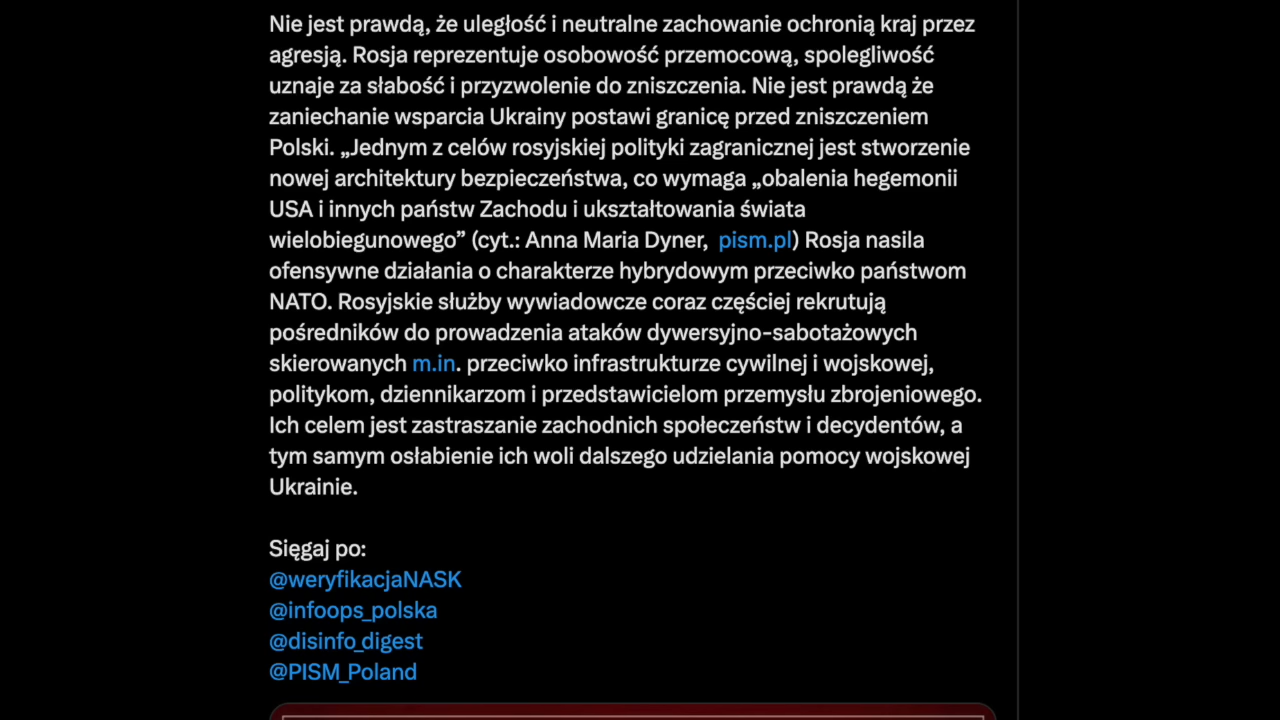 Nie jest prawdą, że uległość i neutralne zachowanie ochronią kraj przez
agresją. Rosja reprezentuje osobowość przemocową, spolegliwość
uznaje za słabość i przyzwolenie do zniszczenia. Nie jest prawdą że
zaniechanie wsparcia Ukrainy postawi granicę przed zniszczeniem
Polski. „Jednym z celów rosyjskiej polityki zagranicznej jest stworzenie
nowej architektury bezpieczeństwa, co wymaga „obalenia hegemonii
USA i innych państw Zachodu i ukształtowania świata
wielobiegunowego” (cyt.: Anna Maria Dyner, pism.pl) Rosja nasila
ofensywne działania o charakterze hybrydowym przeciwko państwom
NATO. Rosyjskie służby wywiadowcze coraz częściej rekrutują
pośredników do prowadzenia ataków dywersyjno-sabotażowych
skierowanych m.in. przeciwko infrastrukturze cywilnej i wojskowej,
politykom, dziennikarzom i przedstawicielom przemysłu zbrojeniowego.
Ich celem jest zastraszanie zachodnich społeczeństw i decydentów, a
tym samym osłabienie ich woli dalszego udzielania pomocy wojskowej
Ukrainie.
Sięgaj po:
@weryfikacjaNASK
@infoops_polska
@disinfo_digest
@PISM_Poland